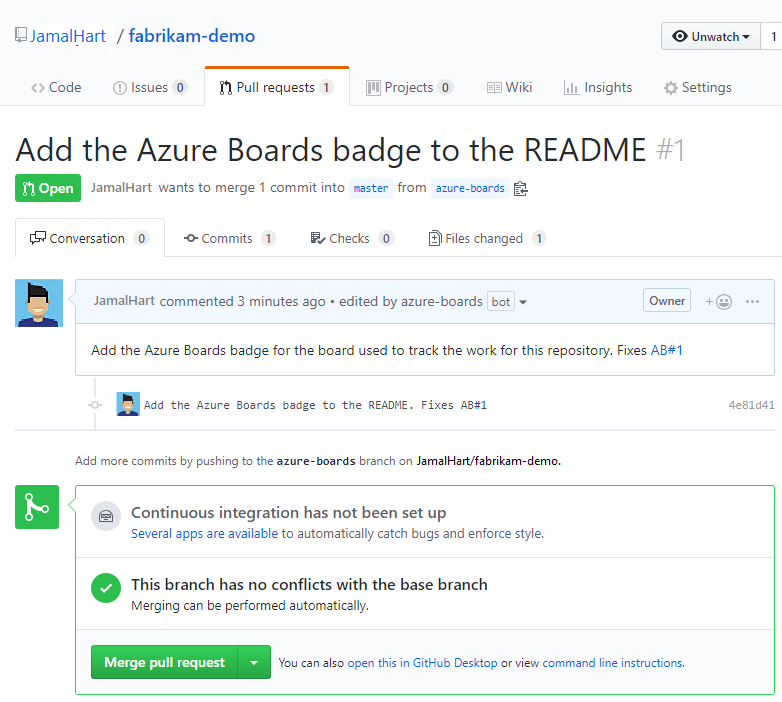 JamalHart / fabrikam-demo
Unwatch 1
Code Issues 0 Pull requests 1 Projects 0 Wiki Insights Settings
Add the Azure Boards badge to the README #1
Open JamalHart wants to merge 1 commit into master from azure-boards
Conversation 0 Commits 1 Checks 0 Files changed 1
JamalHart commented 3 minutes ago • edited by azure-boards bot Owner + ...
Add the Azure Boards badge for the board used to track the work for this repository. Fixes AB#1
Add the Azure Boards badge to the README. Fixes AB#1 4e81d41
Add more commits by pushing to the azure-boards branch on JamalHart/fabrikam-demo.
Continuous integration has not been set up
Several apps are available to automatically catch bugs and enforce style.
This branch has no conflicts with the base branch
Merging can be performed automatically.
Merge pull request You can also open this in GitHub Desktop or view command line instructions.